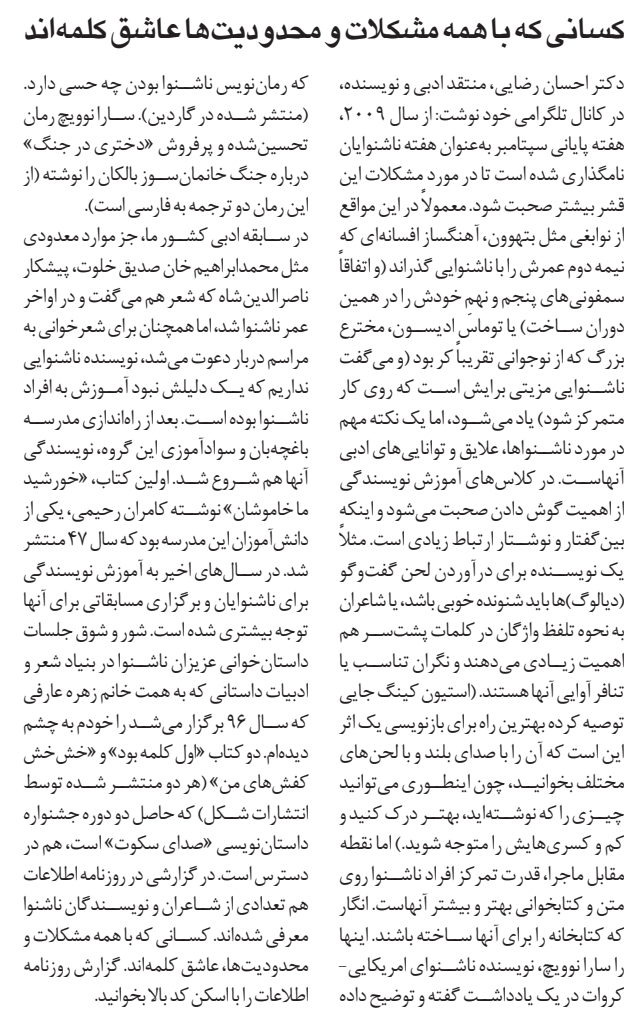 کسانی که با همه مشکلات و محدودیت‌ها عاشق کلمه‌اند
دکتر احسان رضایی، منتقد ادبی و نویسنده،
در کانال تلگرامی خود نوشت: از سال ۲۰۰۹،
هفته پایانی سپتامبر به‌عنوان هفته ناشنوایان
نامگذاری شده است تا در مورد مشکلات این
قشر بیشتر صحبت شود. معمولاً در این مواقع
از نوابغی مثل بتهوون، آهنگساز افسانه‌ای که
نیمه دوم عمرش را با ناشنوایی گذراند (و اتفاقاً
سمفونی‌های پنجم و نهمِ خودش را در همین
دوران ساخت) یا توماس ادیسون، مخترع
بزرگ که از نوجوانی تقریباً کر بود (و می‌گفت
ناشنوایی مزیتی برایش است که روی کار
متمرکز شود) یاد می‌شود، اما یک نکته مهم
در مورد ناشنواها، علایق و توانایی‌های ادبی
آنهاست. در کلاس‌های آموزش نویسندگی
از اهمیت گوش دادن صحبت می‌شود و اینکه
بین گفتار و نوشتار ارتباط زیادی است. مثلاً
یک نویسنده برای درآوردن لحن گفت‌وگو
(دیالوگ)ها باید شنونده خوبی باشد، یا شاعران
به نحوه تلفظ واژگان در کلمات پشت‌سر هم
اهمیت زیادی می‌دهند و نگران تناسب یا
تنافر آوایی آنها هستند. (استیون کینگ جایی
توصیه کرده بهترین راه برای بازنویسی یک اثر
این است که آن را با صدای بلند و با لحن‌های
مختلف بخوانید، چون اینطوری می‌توانید
چیزی را که نوشته‌اید، بهتر درک کنید و
کم و کسری‌هایش را متوجه شوید.) اما نقطه
مقابل ماجرا، قدرت تمرکز افراد ناشنوا روی
متن و کتابخوانی بهتر و بیشتر آنهاست. انگار
که کتابخانه را برای آنها ساخته باشند. اینها
را سارا نوویچ، نویسنده ناشنوای امریکایی-
کروات در یک یادداشت گفته و توضیح داده
که رمان‌نویس ناشنوا بودن چه حسی دارد.
(منتشر شده در گاردین). سارا نوویچ رمان
تحسین‌شده و پرفروش «دختری در جنگ»
درباره جنگ خانمان‌سوز بالکان را نوشته (از
این رمان دو ترجمه به فارسی است).
در سابقه ادبی کشور ما، جز موارد معدودی
مثل محمدابراهیم خان صدیق خلوت، پیشکار
ناصرالدین‌شاه که شعر هم می‌گفت و در اواخر
عمر ناشنوا شد، اما همچنان برای شعرخوانی به
مراسم دربار دعوت می‌شد، نویسنده ناشنوایی
نداریم که یک دلیلش نبود آموزش به افراد
ناشنوا بوده است. بعد از راه‌اندازی مدرسه
باغچه‌بان و سوادآموزی این گروه، نویسندگی
آنها هم شروع شد. اولین کتاب، «خورشید
ما خاموشان» نوشته کامران رحیمی، یکی از
دانش‌آموزان این مدرسه بود که سال ۴۷ منتشر
شد. در سال‌های اخیر به آموزش نویسندگی
برای ناشنوایان و برگزاری مسابقاتی برای آنها
توجه بیشتری شده است. شور و شوق جلسات
داستان‌خوانی عزیزان ناشنوا در بنیاد شعر و
ادبیات داستانی که به همت خانم زهره عارفی
که سال ۹۶ برگزار می‌شد را خودم به چشم
دیده‌ام. دو کتاب «اول کلمه بود» و «خش‌خش
کفش‌های من» (هر دو منتشر شده توسط
انتشارات شکل) که حاصل دو دوره جشنواره
داستان‌نویسی «صدای سکوت» است، هم در
دسترس است. در گزارشی در روزنامه اطلاعات
هم تعدادی از شاعران و نویسندگان ناشنوا
معرفی شده‌اند. کسانی که با همه مشکلات و
محدودیت‌ها، عاشق کلمه‌اند. گزارش روزنامه
اطلاعات را با اسکن کد بالا بخوانید.